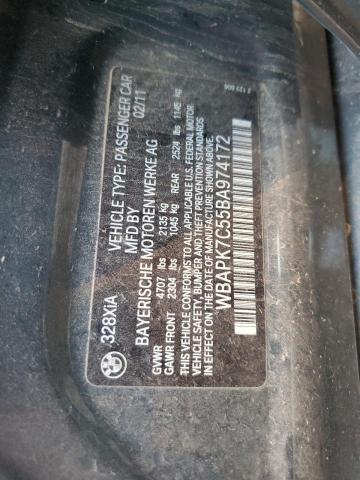 BMW
328XiA
VEHICLE TYPE: PASSENGER CAR
MFD BY 02/11
BAYERISCHE MOTOREN WERKE AG
GVWR 4707 lbs 2135 kg
GAWR FRONT 2304 lbs 1045 kg REAR 2524 lbs 1145 kg
THIS VEHICLE CONFORMS TO ALL APPLICABLE U.S. FEDERAL MOTOR
VEHICLE SAFETY, BUMPER AND THEFT PREVENTION STANDARDS
IN EFFECT ON THE DATE OF MANUFACTURE SHOWN ABOVE.
WBAPK7C55BA974172